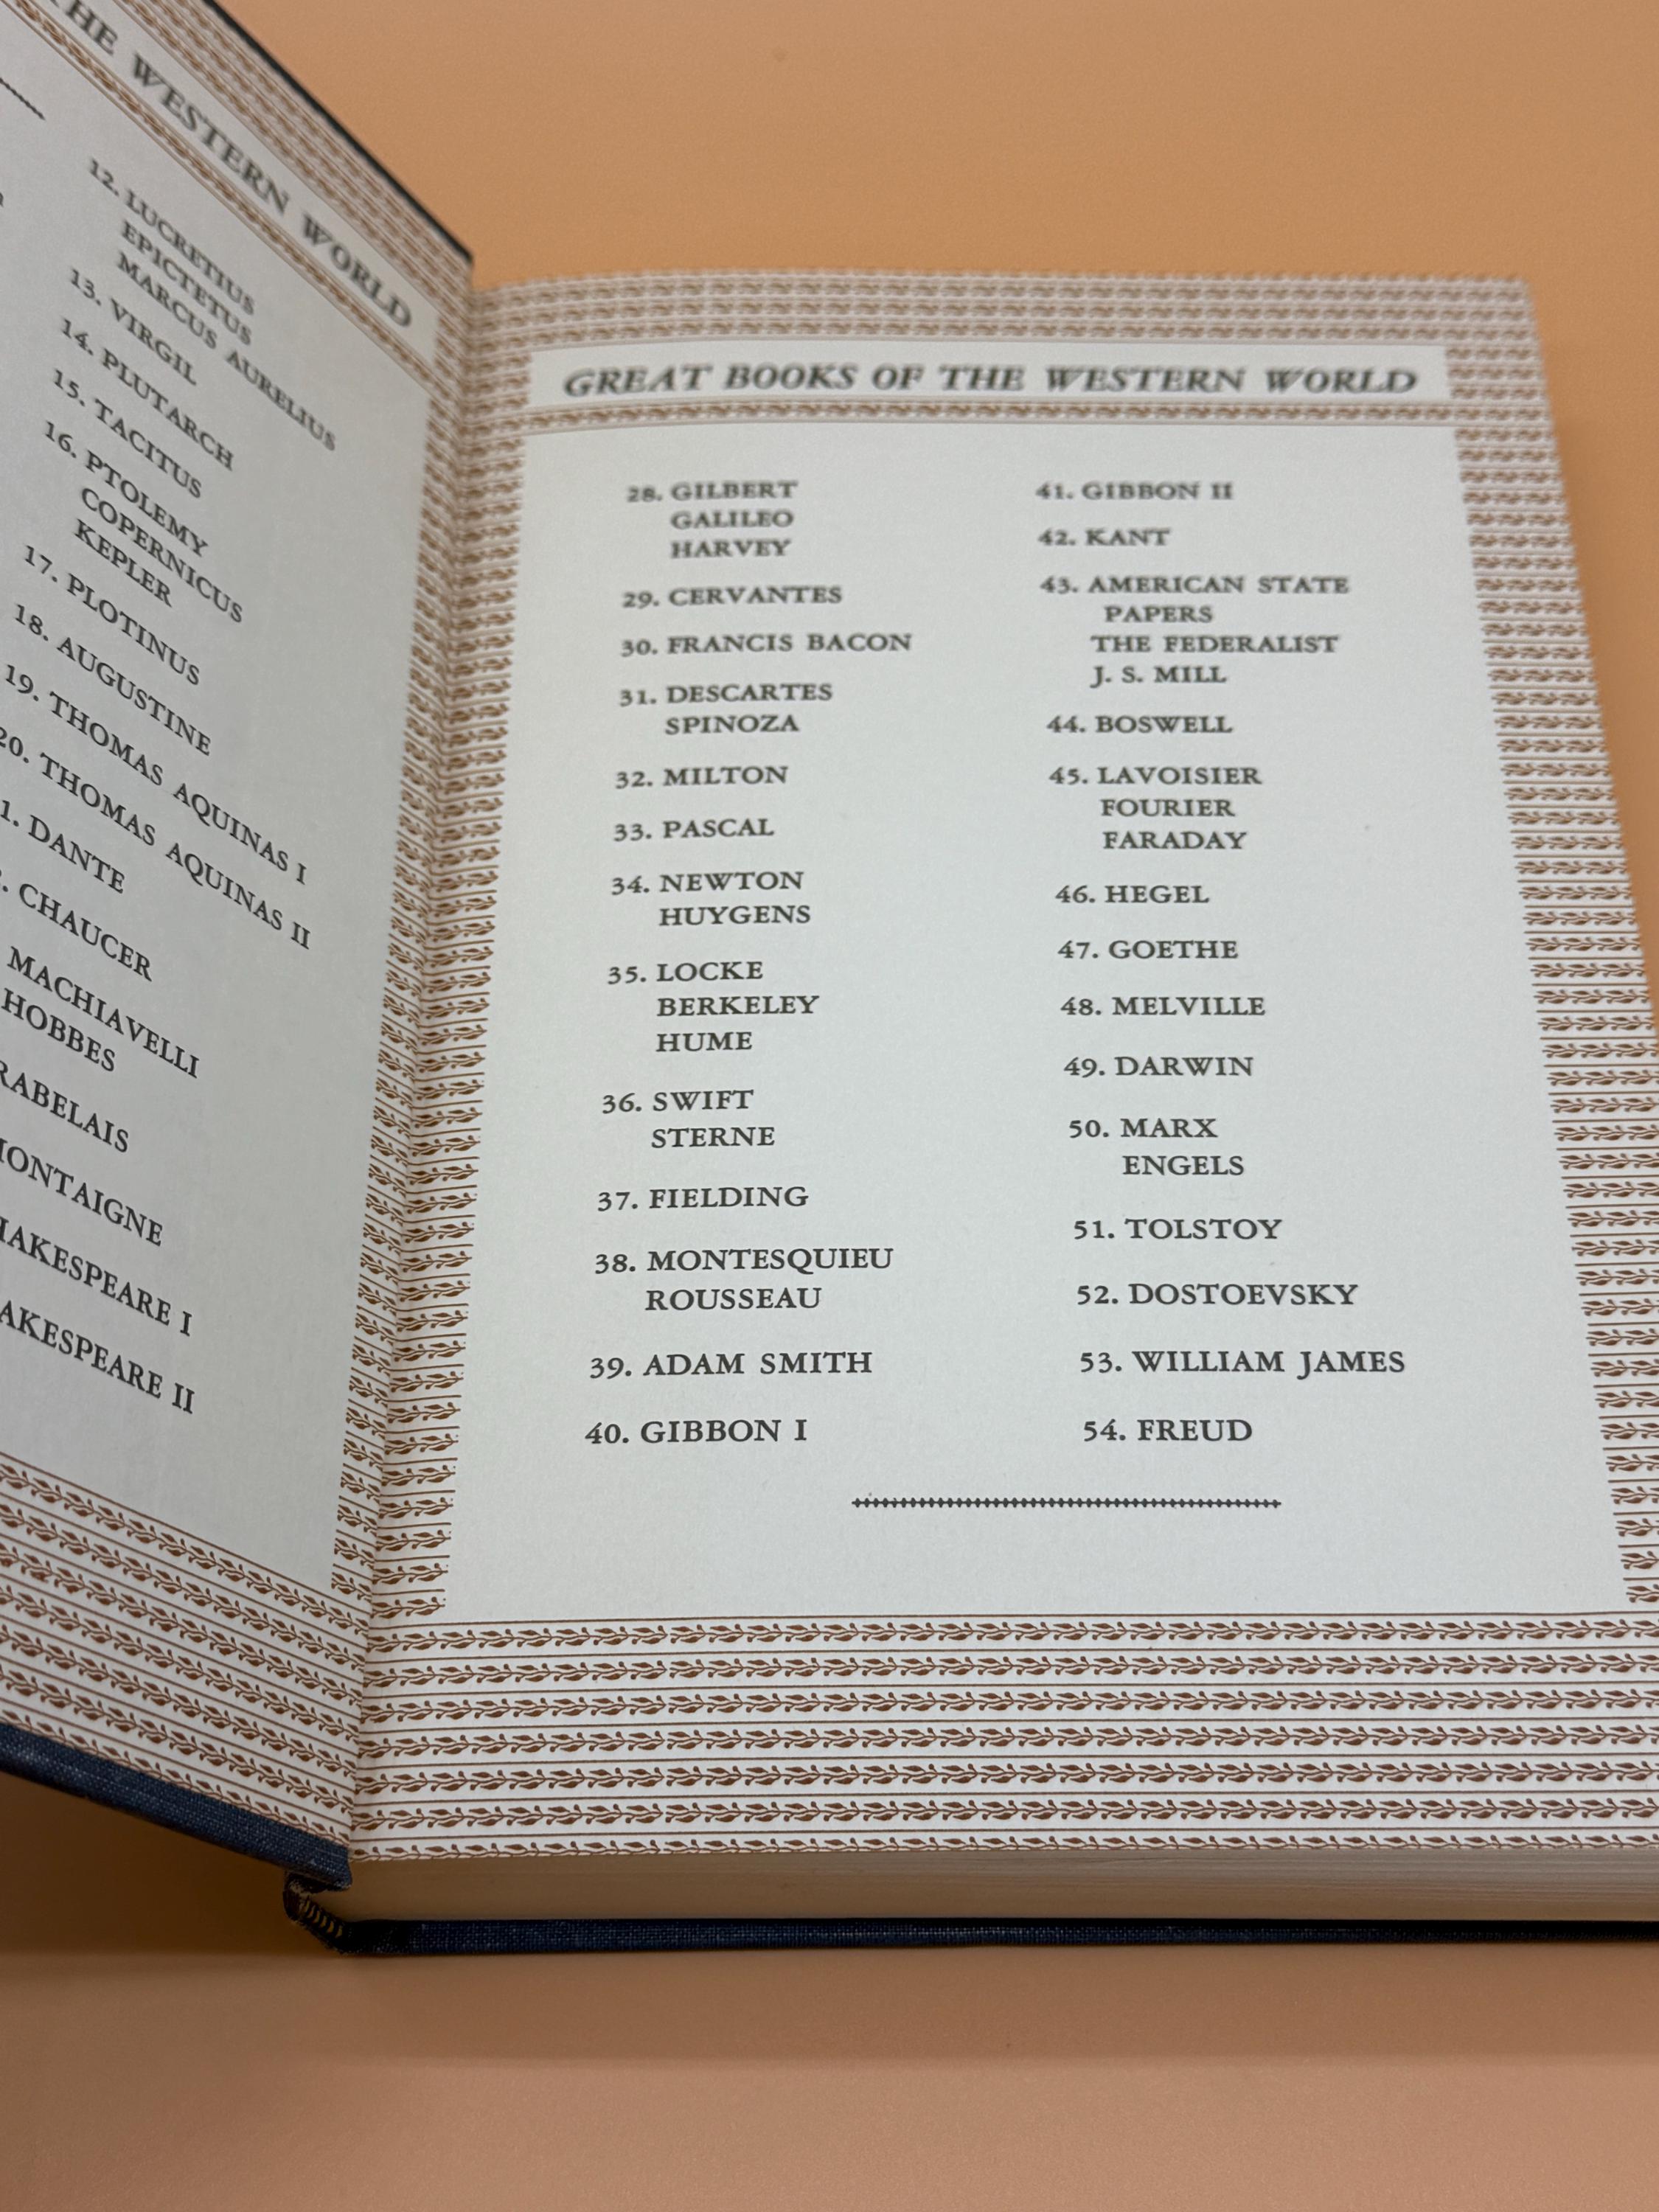 THE WESTERN WORLD
12. LUCRETIUS
EPICTETUS
MARCUS AURELIUS
13. VIRGIL
14. PLUTARCH
15. TACITUS
16. PTOLEMY
COPERNICUS
KEPLER
17. PLOTINUS
18. AUGUSTINE
19. THOMAS AQUINAS I
20. THOMAS AQUINAS II
1. DANTE
. CHAUCER
MACHIAVELLI
HOBBES
RABELAIS
MONTAIGNE
HAKESPEARE I
AKESPEARE II
GREAT BOOKS OF THE WESTERN WORLD
28. GILBERT
GALILEO
HARVEY
29. CERVANTES
30. FRANCIS BACON
31. DESCARTES
SPINOZA
32. MILTON
33. PASCAL
34. NEWTON
HUYGENS
35. LOCKE
BERKELEY
HUME
36. SWIFT
STERNE
37. FIELDING
38. MONTESQUIEU
ROUSSEAU
39. ADAM SMITH
40. GIBBON I
41. GIBBON II
42. KANT
43. AMERICAN STATE
PAPERS
THE FEDERALIST
J. S. MILL
44. BOSWELL
45. LAVOISIER
FOURIER
FARADAY
46. HEGEL
47. GOETHE
48. MELVILLE
49. DARWIN
50. MARX
ENGELS
51. TOLSTOY
52. DOSTOEVSKY
53. WILLIAM JAMES
54. FREUD